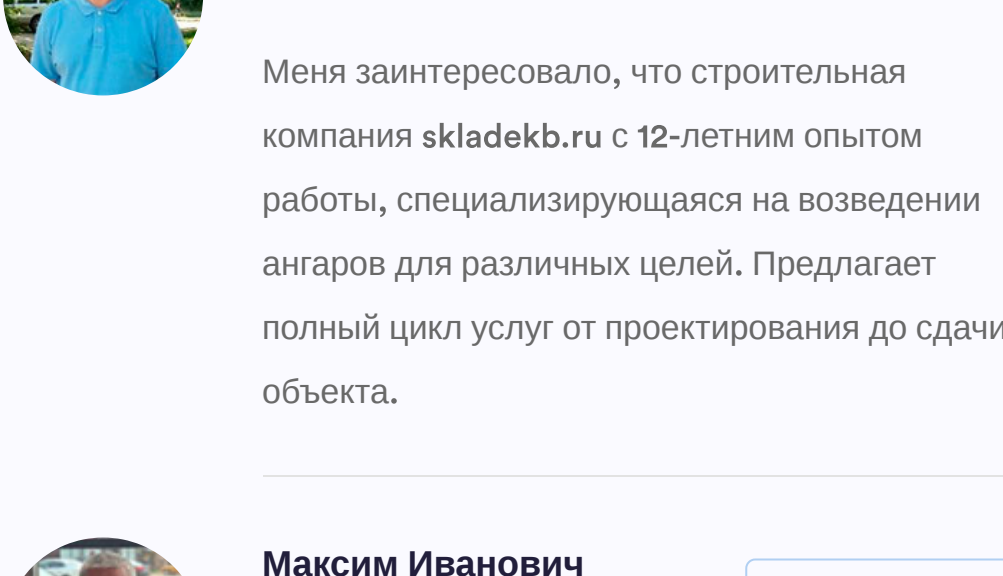 Меня заинтересовало, что строительная
компания skladekb.ru с 12-летним опытом
работы, специализирующаяся на возведении
ангаров для различных целей. Предлагает
полный цикл услуг от проектирования до сдачи
объекта.
Максим Иванович